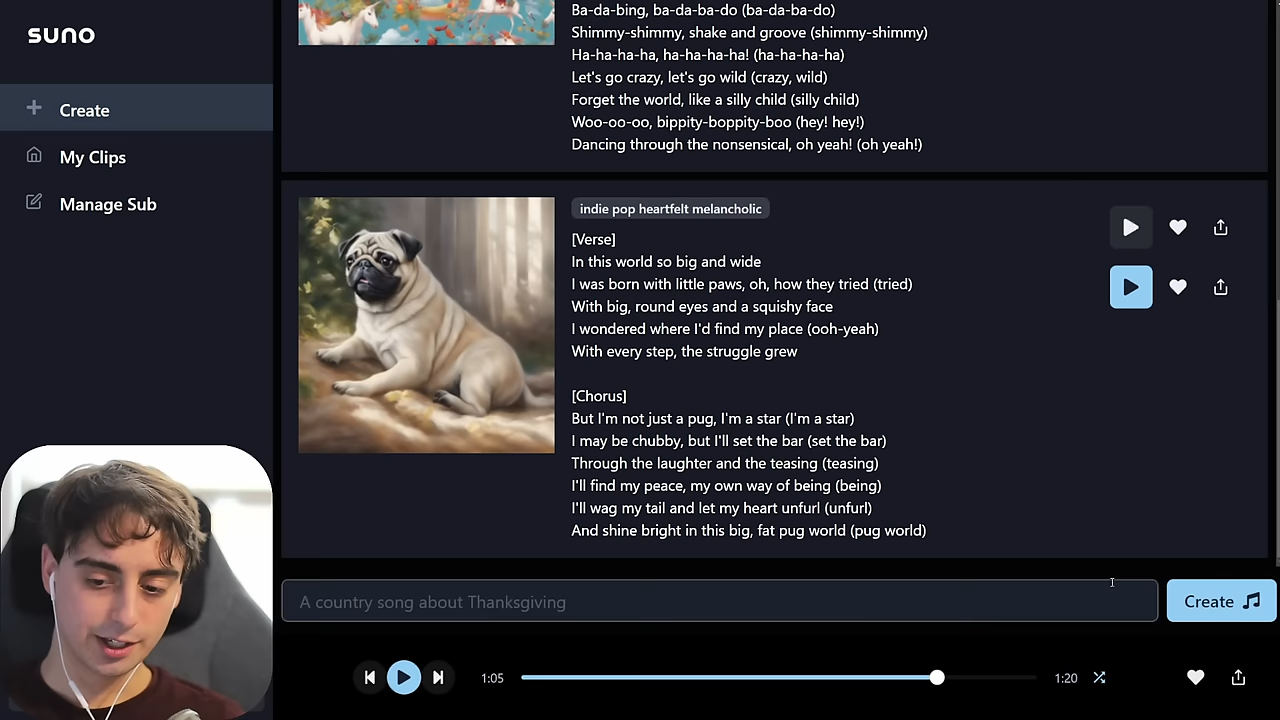 suno
Create
My Clips
Manage Sub
Ba-da-bing, ba-da-ba-do (ba-da-ba-do)
Shimmy-shimmy, shake and groove (shimmy-shimmy)
Ha-ha-ha-ha, ha-ha-ha-ha! (ha-ha-ha-ha)
Let's go crazy, let's go wild (crazy, wild)
Forget the world, like a silly child (silly child)
Woo-oo-oo, bippity-boppity-boo (hey! hey!)
Dancing through the nonsensical, oh yeah! (oh yeah!)
indie pop heartfelt melancholic
[Verse]
In this world so big and wide
I was born with little paws, oh, how they tried (tried)
With big, round eyes and a squishy face
I wondered where I'd find my place (ooh-yeah)
With every step, the struggle grew
[Chorus]
But I'm not just a pug, I'm a star (I'm a star)
I may be chubby, but I'll set the bar (set the bar)
Through the laughter and the teasing (teasing)
I'll find my peace, my own way of being (being)
I'll wag my tail and let my heart unfurl (unfurl)
And shine bright in this big, fat pug world (pug world)
A country song about Thanksgiving
Create
1:05
1:20